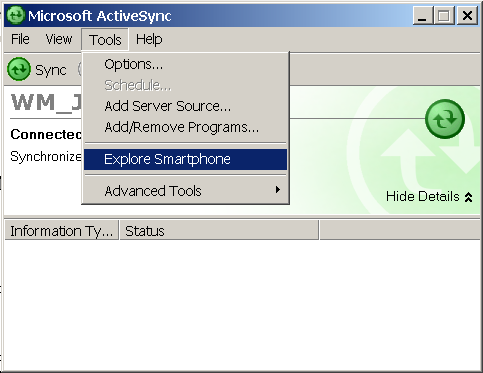 Microsoft ActiveSync
File View Tools Help
Sync
Options...
Schedule...
Add Server Source...
Add/Remove Programs...
Explore Smartphone
Advanced Tools
WM_J
Connected
Synchronize
Hide Details
Information Ty... Status